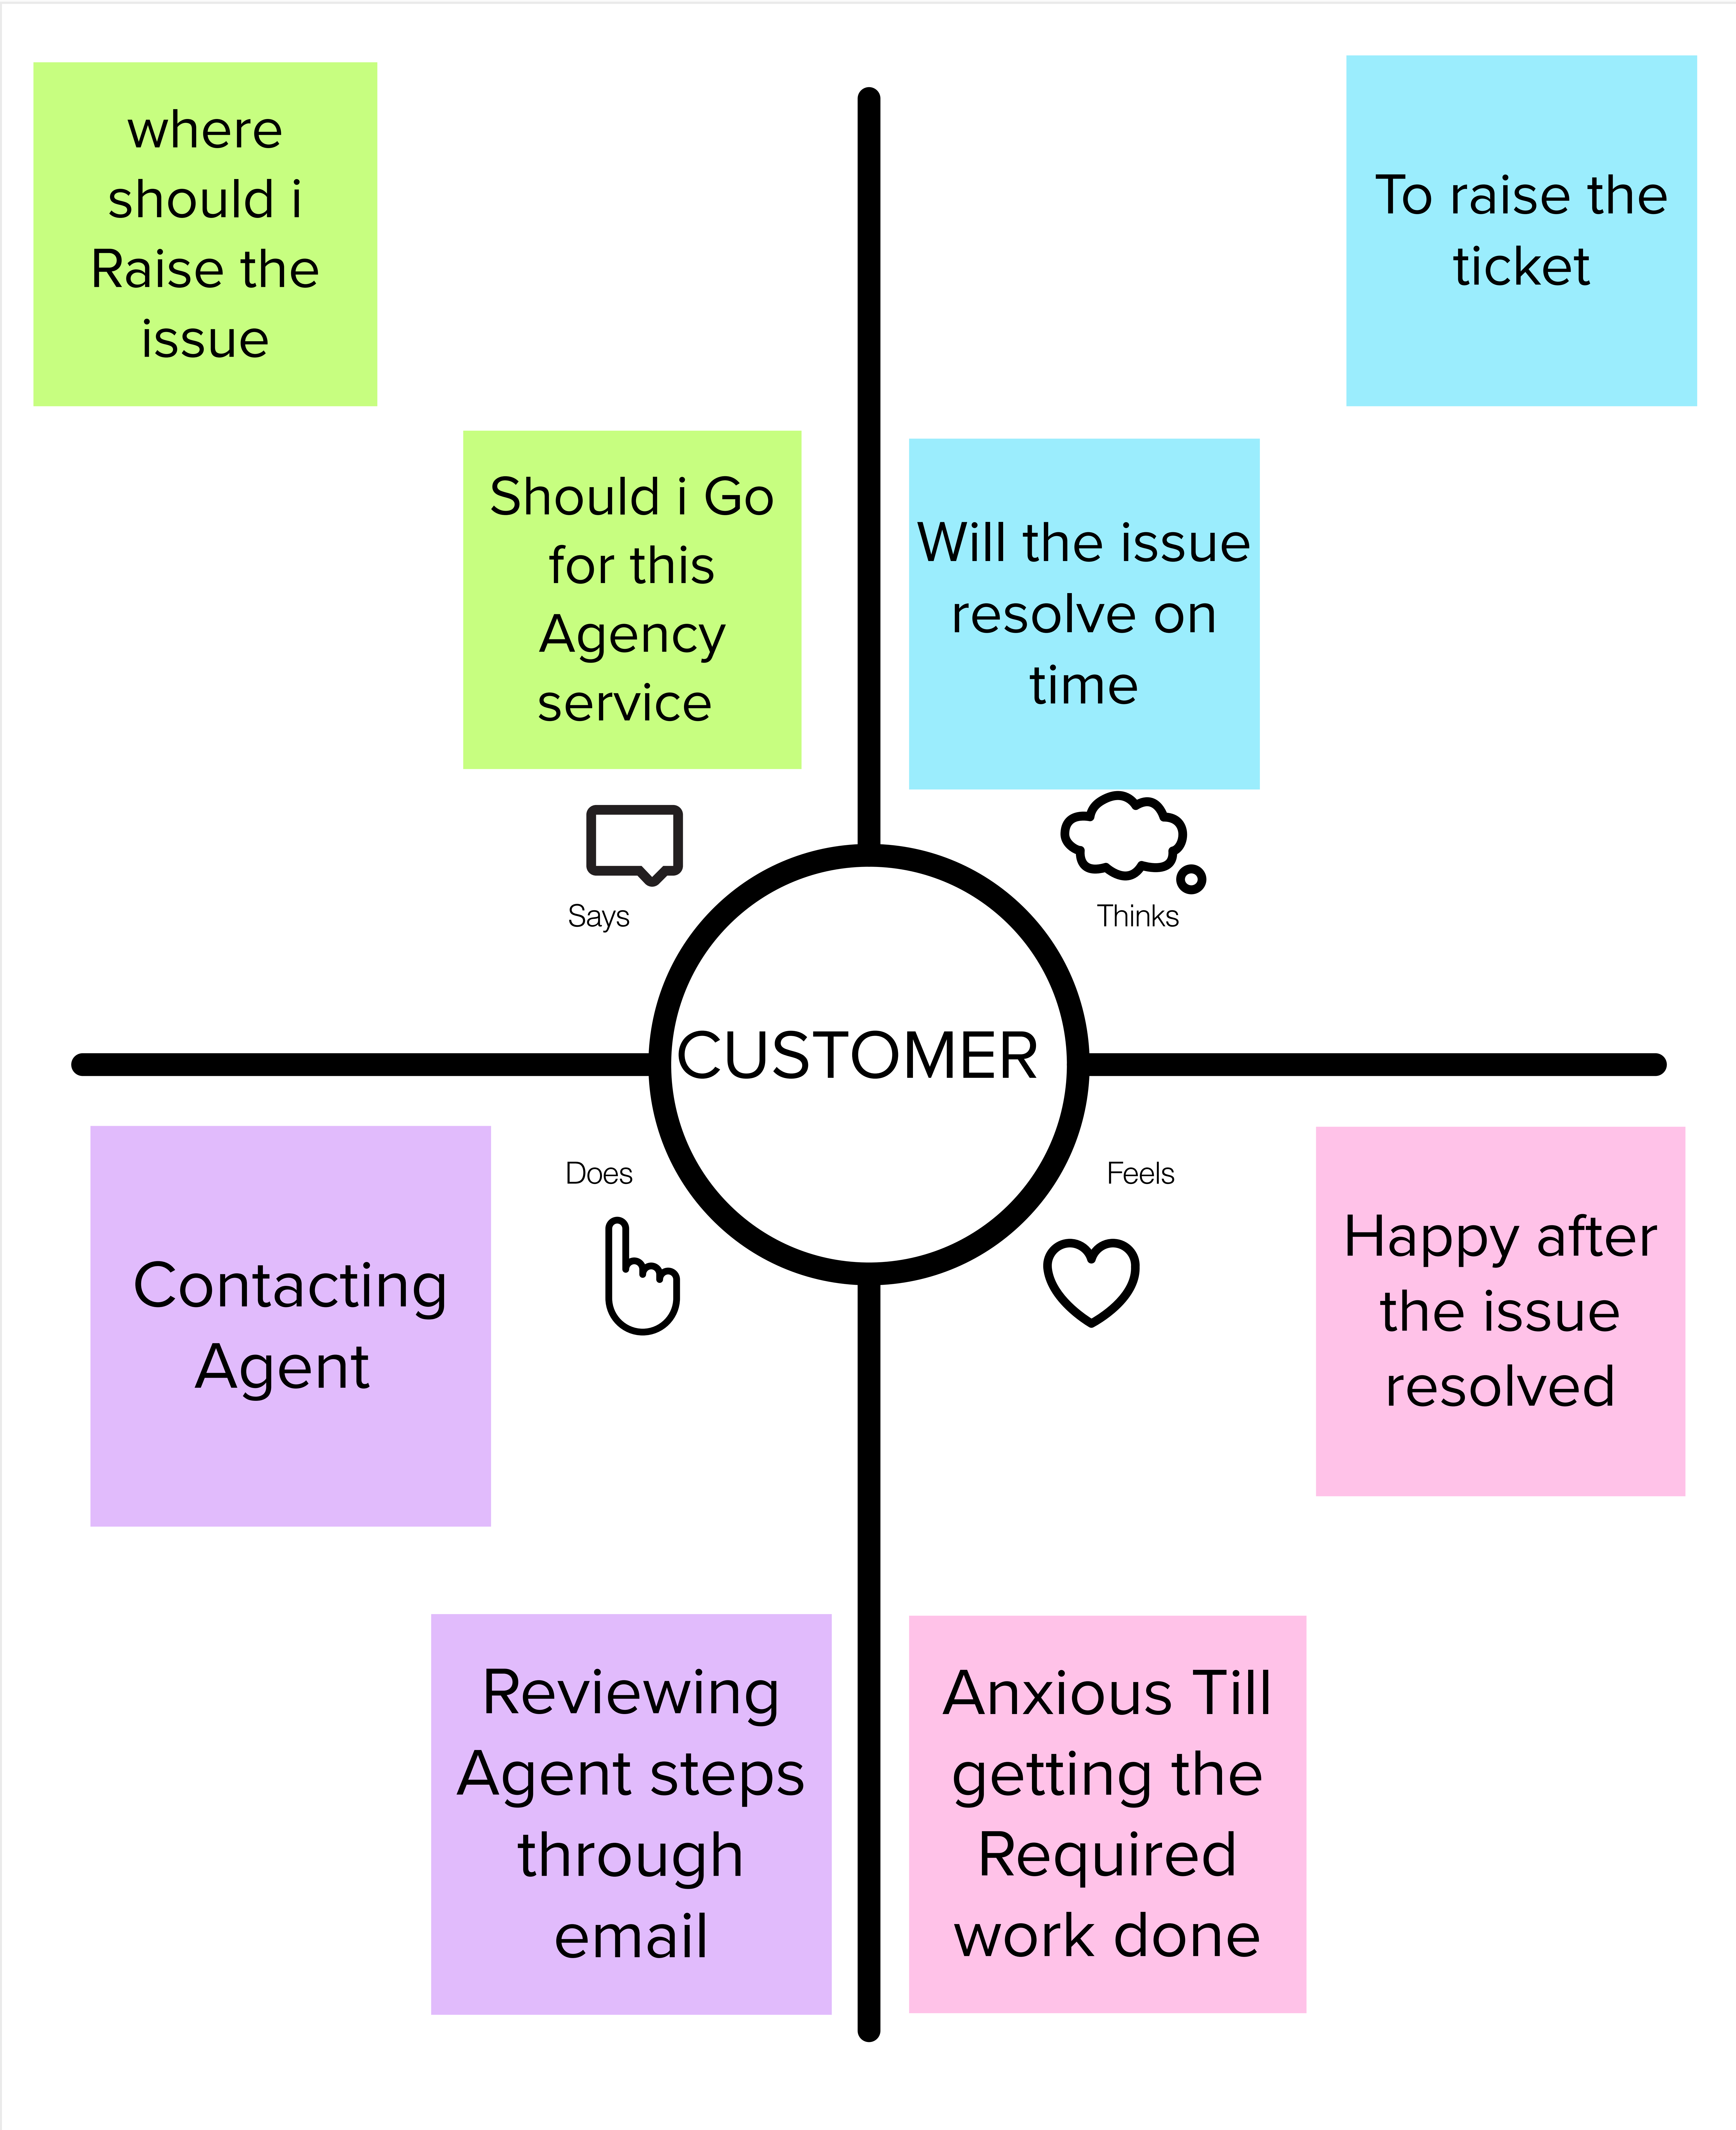 where
should i
Raise the
issue
To raise the
ticket
Should i Go
for this
Agency
service
Will the issue
resolve on
time
Says
Thinks
CUSTOMER
Does
Feels
Contacting
Agent
Happy after
the issue
resolved
Reviewing
Agent steps
through
email
Anxious Till
getting the
Required
work done